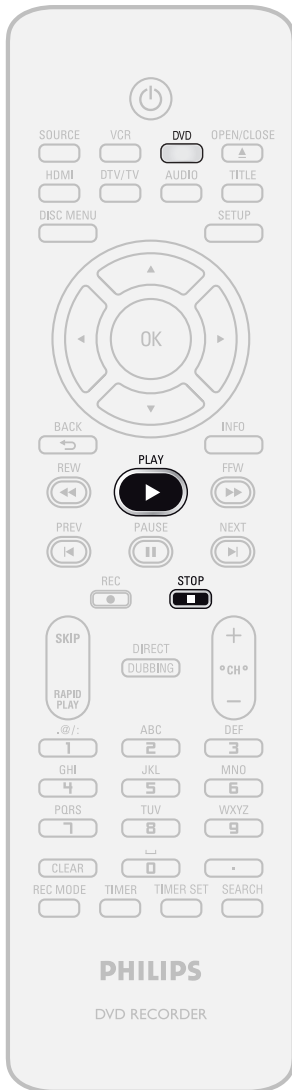 SOURCE VCR DVD OPEN/CLOSE
HDMI DTV/TV AUDIO TITLE
DISC MENU SETUP
OK
BACK INFO
REW PLAY FFW
PREV PAUSE NEXT
REC STOP
SKIP DIRECT +
DUBBING CH
RAPID PLAY −
.@/: ABC DEF
1 2 3
GHI JKL MNO
4 5 6
PQRS TUV WXYZ
7 8 9
CLEAR 0 .
REC MODE TIMER TIMER SET SEARCH
PHILIPS
DVD RECORDER